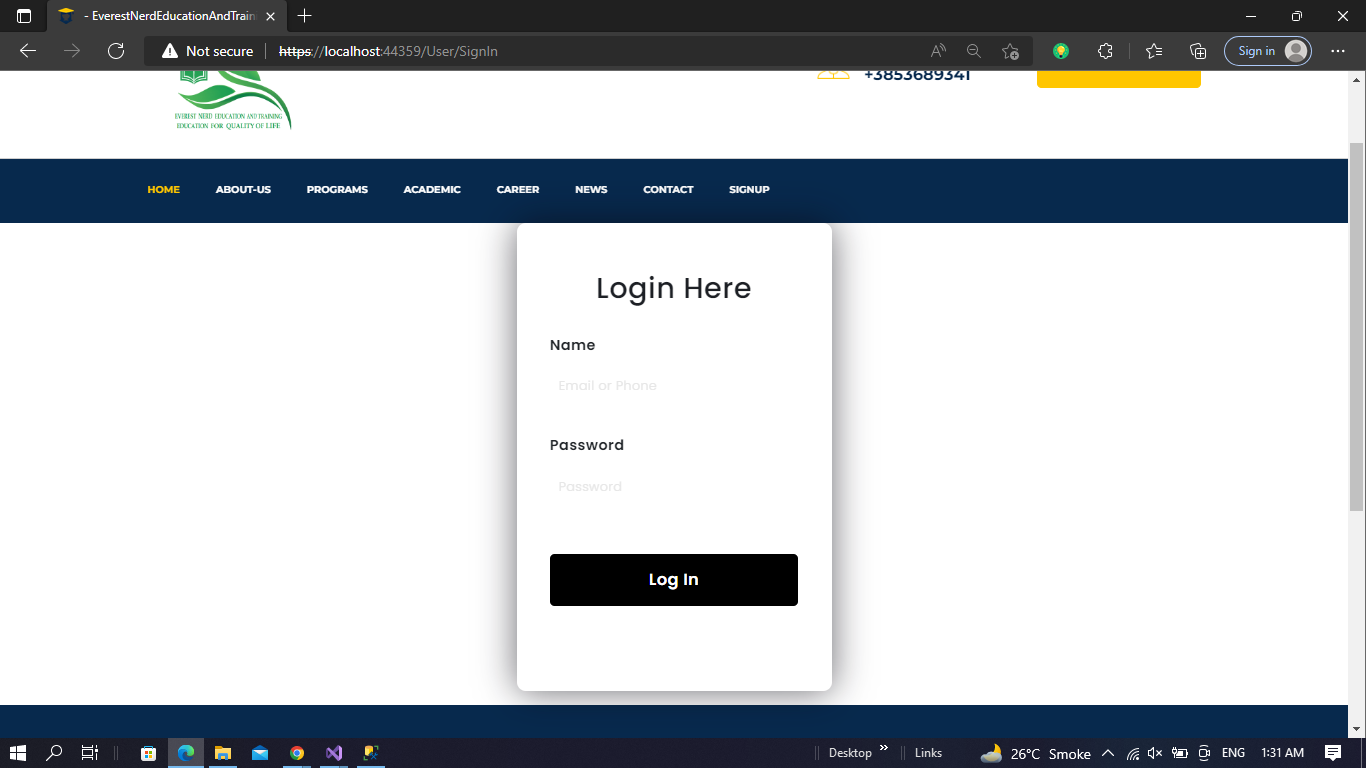 - EverestNerdEducationAndTrain
Not secure
https://localhost:44359/User/SignIn
Sign in
+3853689341
EVEREST NERD EDUCATION AND TRAINING
EDUCATION FOR QUALITY OF LIFE
HOME ABOUT-US PROGRAMS ACADEMIC CAREER NEWS CONTACT SIGNUP
Login Here
Name
Email or Phone
Password
Password
Log In
Desktop
Links
26°C Smoke
ENG
1:31 AM